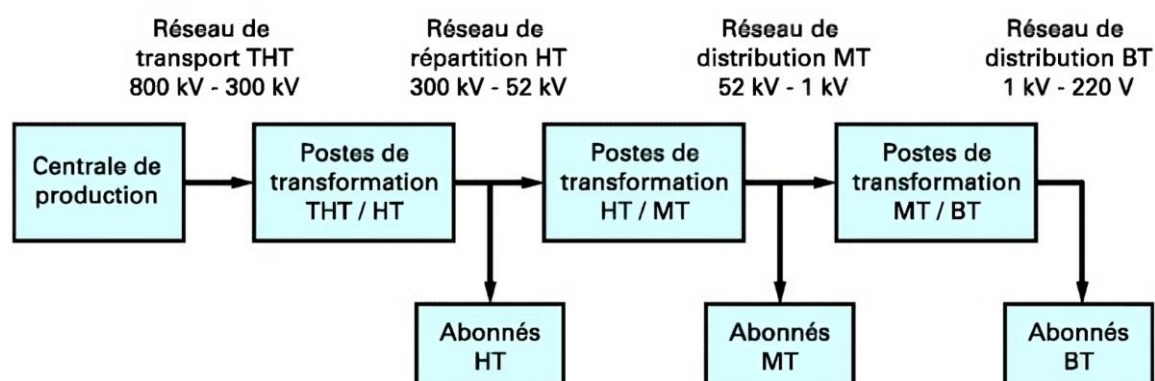 Réseau de
transport THT
800 kV - 300 kV
Réseau de
répartition HT
300 kV - 52 kV
Réseau de
distribution MT
52 kV - 1 kV
Réseau de
distribution BT
1 kV - 220 V
Centrale de
production
Postes de
transformation
THT / HT
Postes de
transformation
HT / MT
Postes de
transformation
MT / BT
Abonnés
HT
Abonnés
MT
Abonnés
BT